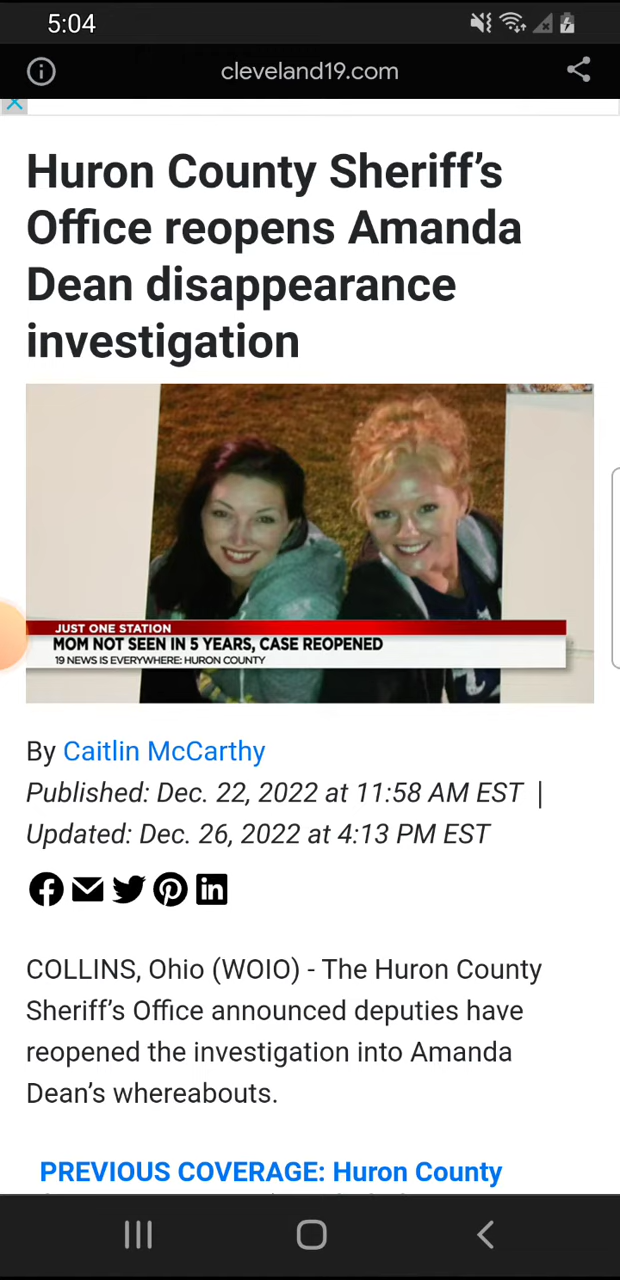 5:04
cleveland19.com
Huron County Sheriff’s
Office reopens Amanda
Dean disappearance
investigation
JUST ONE STATION
MOM NOT SEEN IN 5 YEARS, CASE REOPENED
19 NEWS IS EVERYWHERE: HURON COUNTY
By Caitlin McCarthy
Published: Dec. 22, 2022 at 11:58 AM EST |
Updated: Dec. 26, 2022 at 4:13 PM EST
COLLINS, Ohio (WOIO) - The Huron County
Sheriff’s Office announced deputies have
reopened the investigation into Amanda
Dean’s whereabouts.
PREVIOUS COVERAGE: Huron County